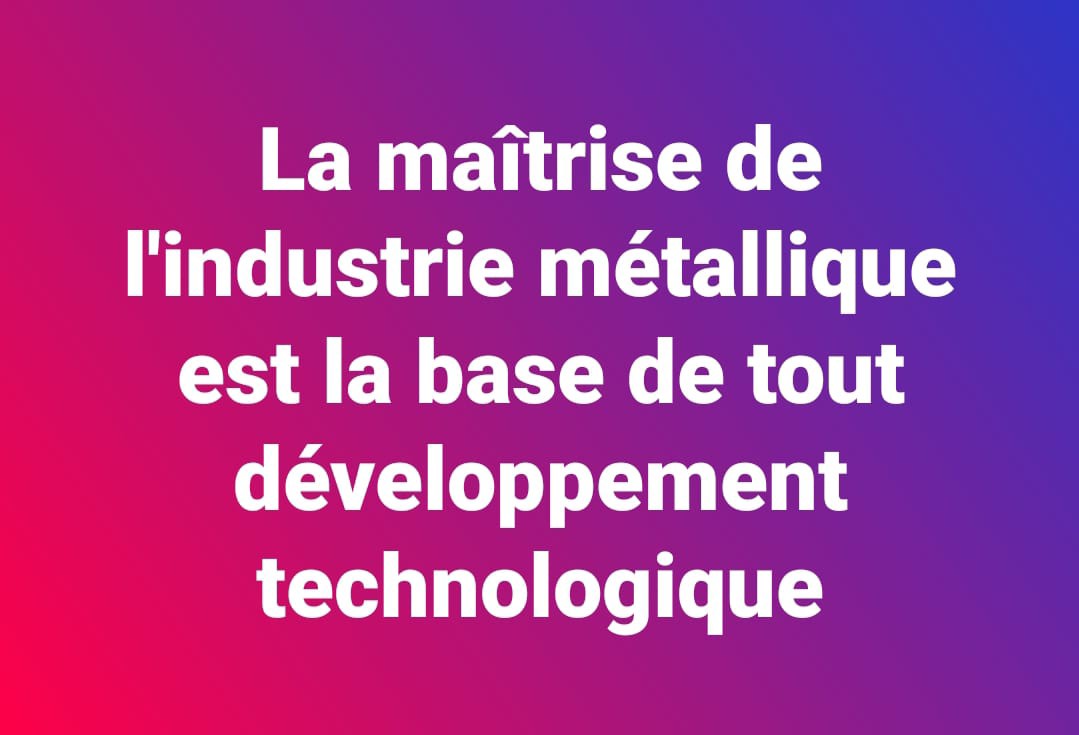 La maîtrise de
l'industrie métallique
est la base de tout
développement
technologique